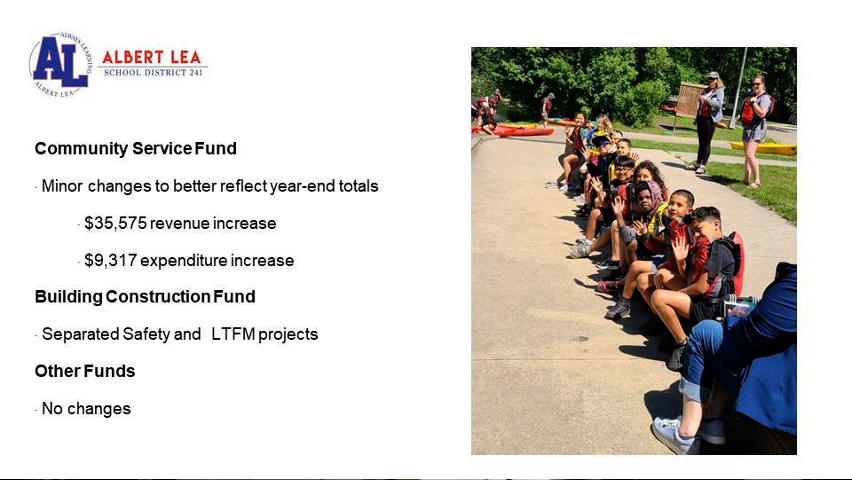 ALWAYS LEARNING
AL
ALBERT LEA
ALBERT LEA
SCHOOL DISTRICT 241
Community Service Fund
· Minor changes to better reflect year-end totals
· $35,575 revenue increase
· $9,317 expenditure increase
Building Construction Fund
· Separated Safety and LTFM projects
Other Funds
· No changes